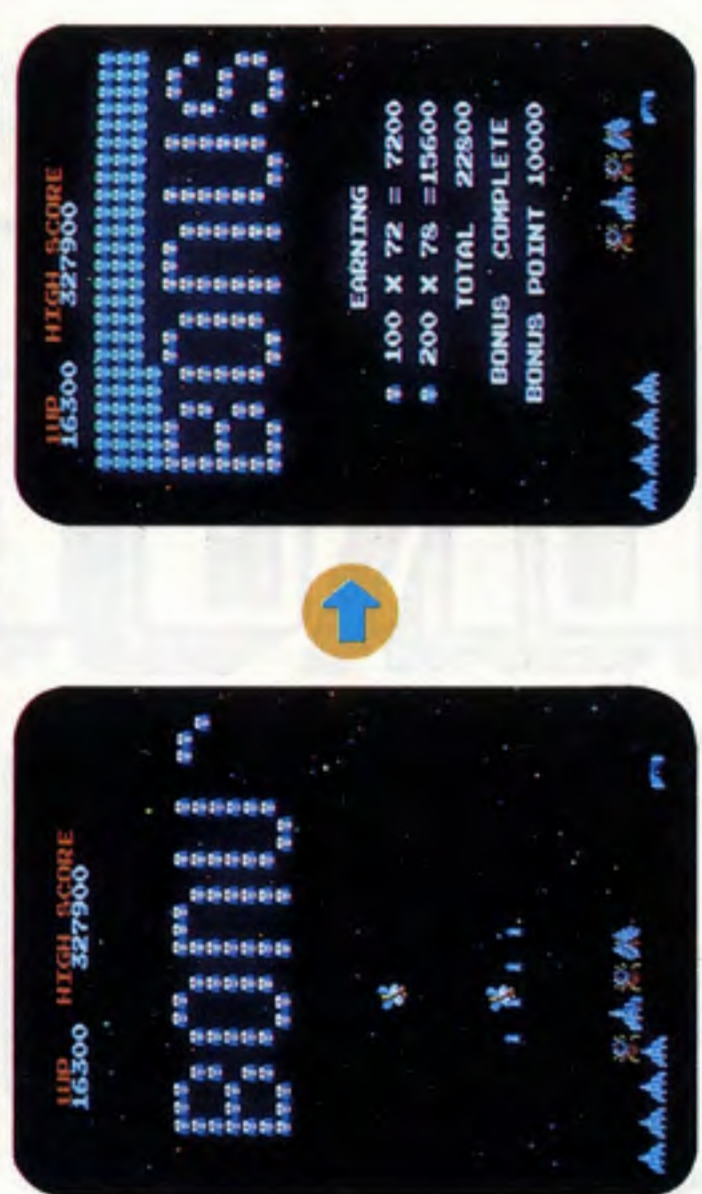 1UP HIGH SCORE
16300 327900
BONU
1UP HIGH SCORE
16300 327900
BONUS
EARNING
100 X 72 = 7200
200 X 78 =15600
TOTAL 22800
BONUS COMPLETE
BONUS POINT 10000